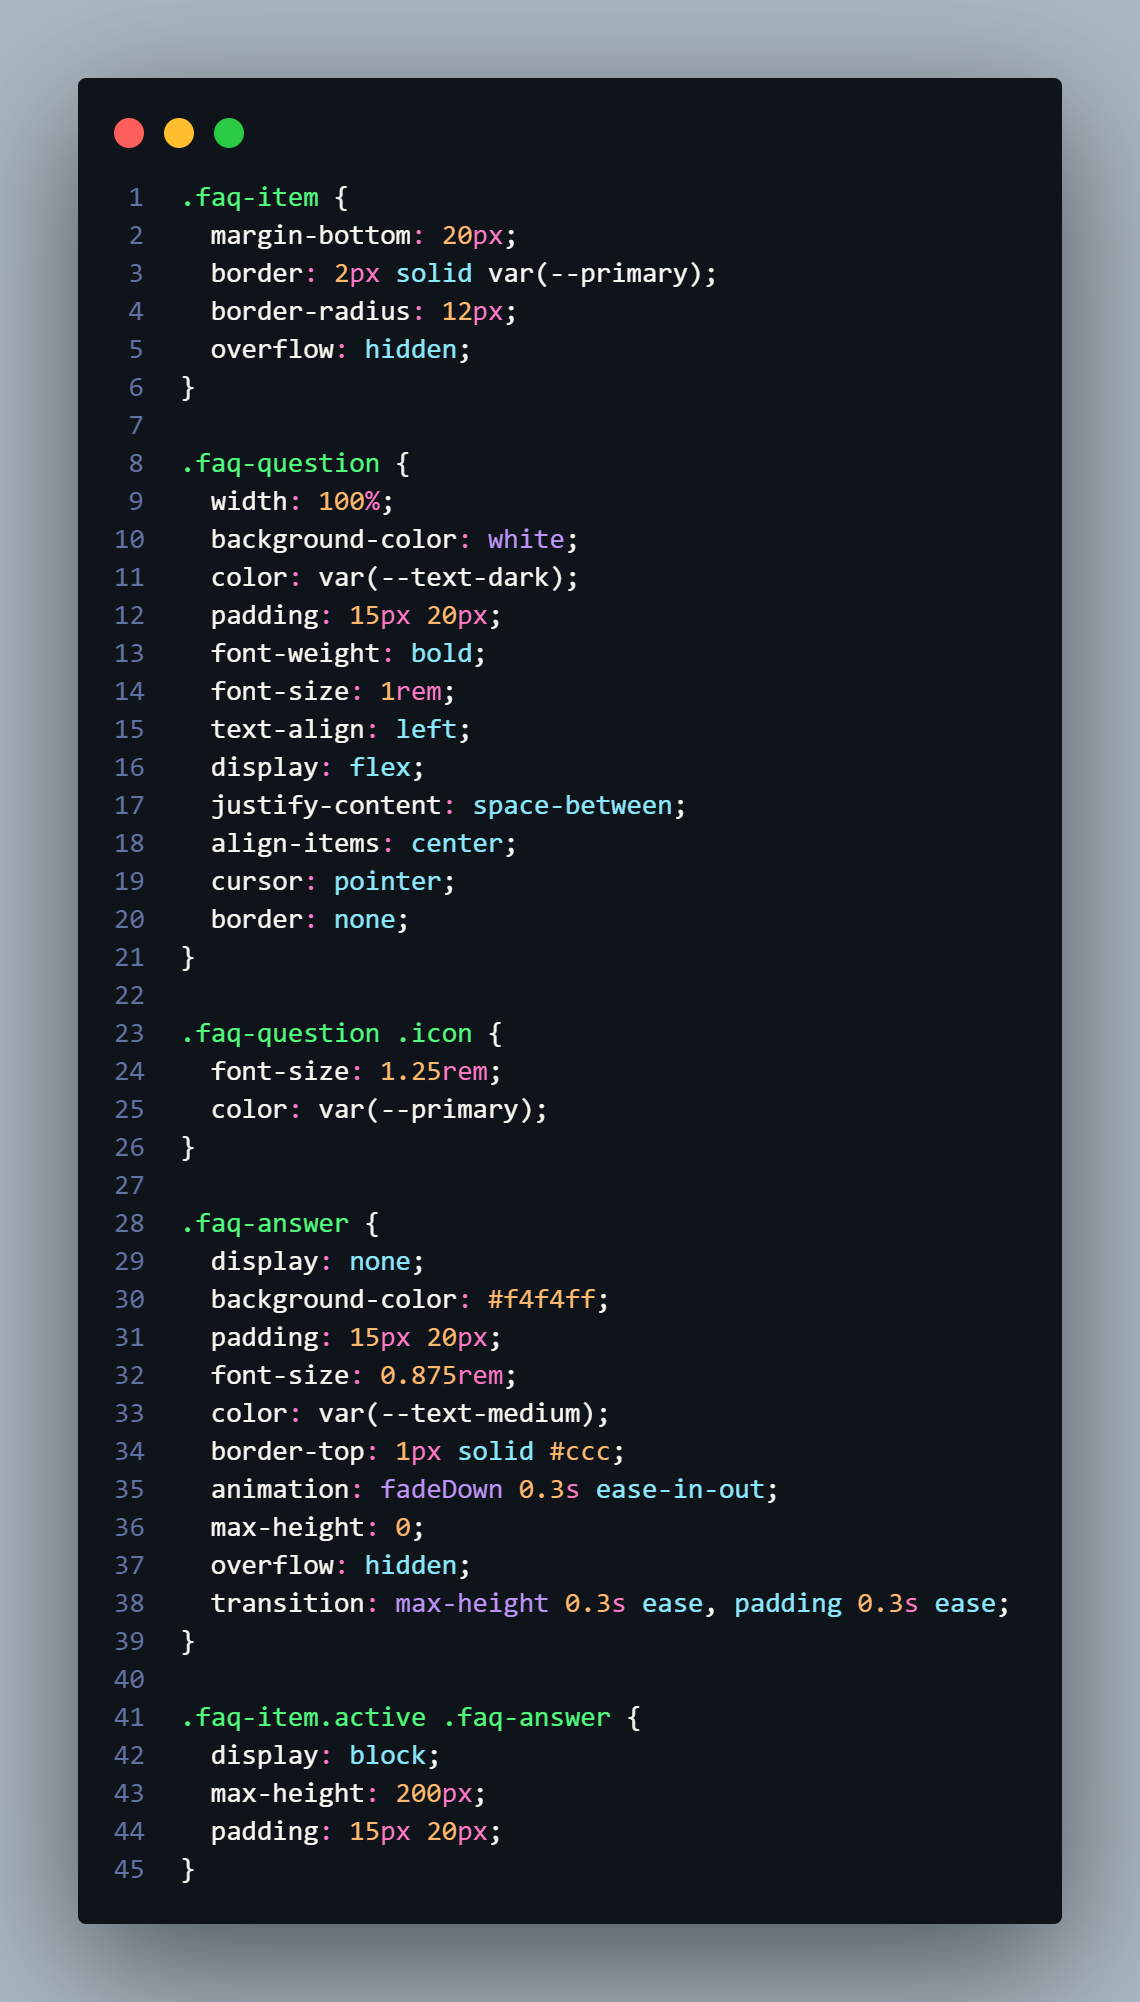 1 .faq-item {
2   margin-bottom: 20px;
3   border: 2px solid var(--primary);
4   border-radius: 12px;
5   overflow: hidden;
6 }
7
8 .faq-question {
9   width: 100%;
10   background-color: white;
11   color: var(--text-dark);
12   padding: 15px 20px;
13   font-weight: bold;
14   font-size: 1rem;
15   text-align: left;
16   display: flex;
17   justify-content: space-between;
18   align-items: center;
19   cursor: pointer;
20   border: none;
21 }
22
23 .faq-question .icon {
24   font-size: 1.25rem;
25   color: var(--primary);
26 }
27
28 .faq-answer {
29   display: none;
30   background-color: #f4f4ff;
31   padding: 15px 20px;
32   font-size: 0.875rem;
33   color: var(--text-medium);
34   border-top: 1px solid #ccc;
35   animation: fadeDown 0.3s ease-in-out;
36   max-height: 0;
37   overflow: hidden;
38   transition: max-height 0.3s ease, padding 0.3s ease;
39 }
40
41 .faq-item.active .faq-answer {
42   display: block;
43   max-height: 200px;
44   padding: 15px 20px;
45 }